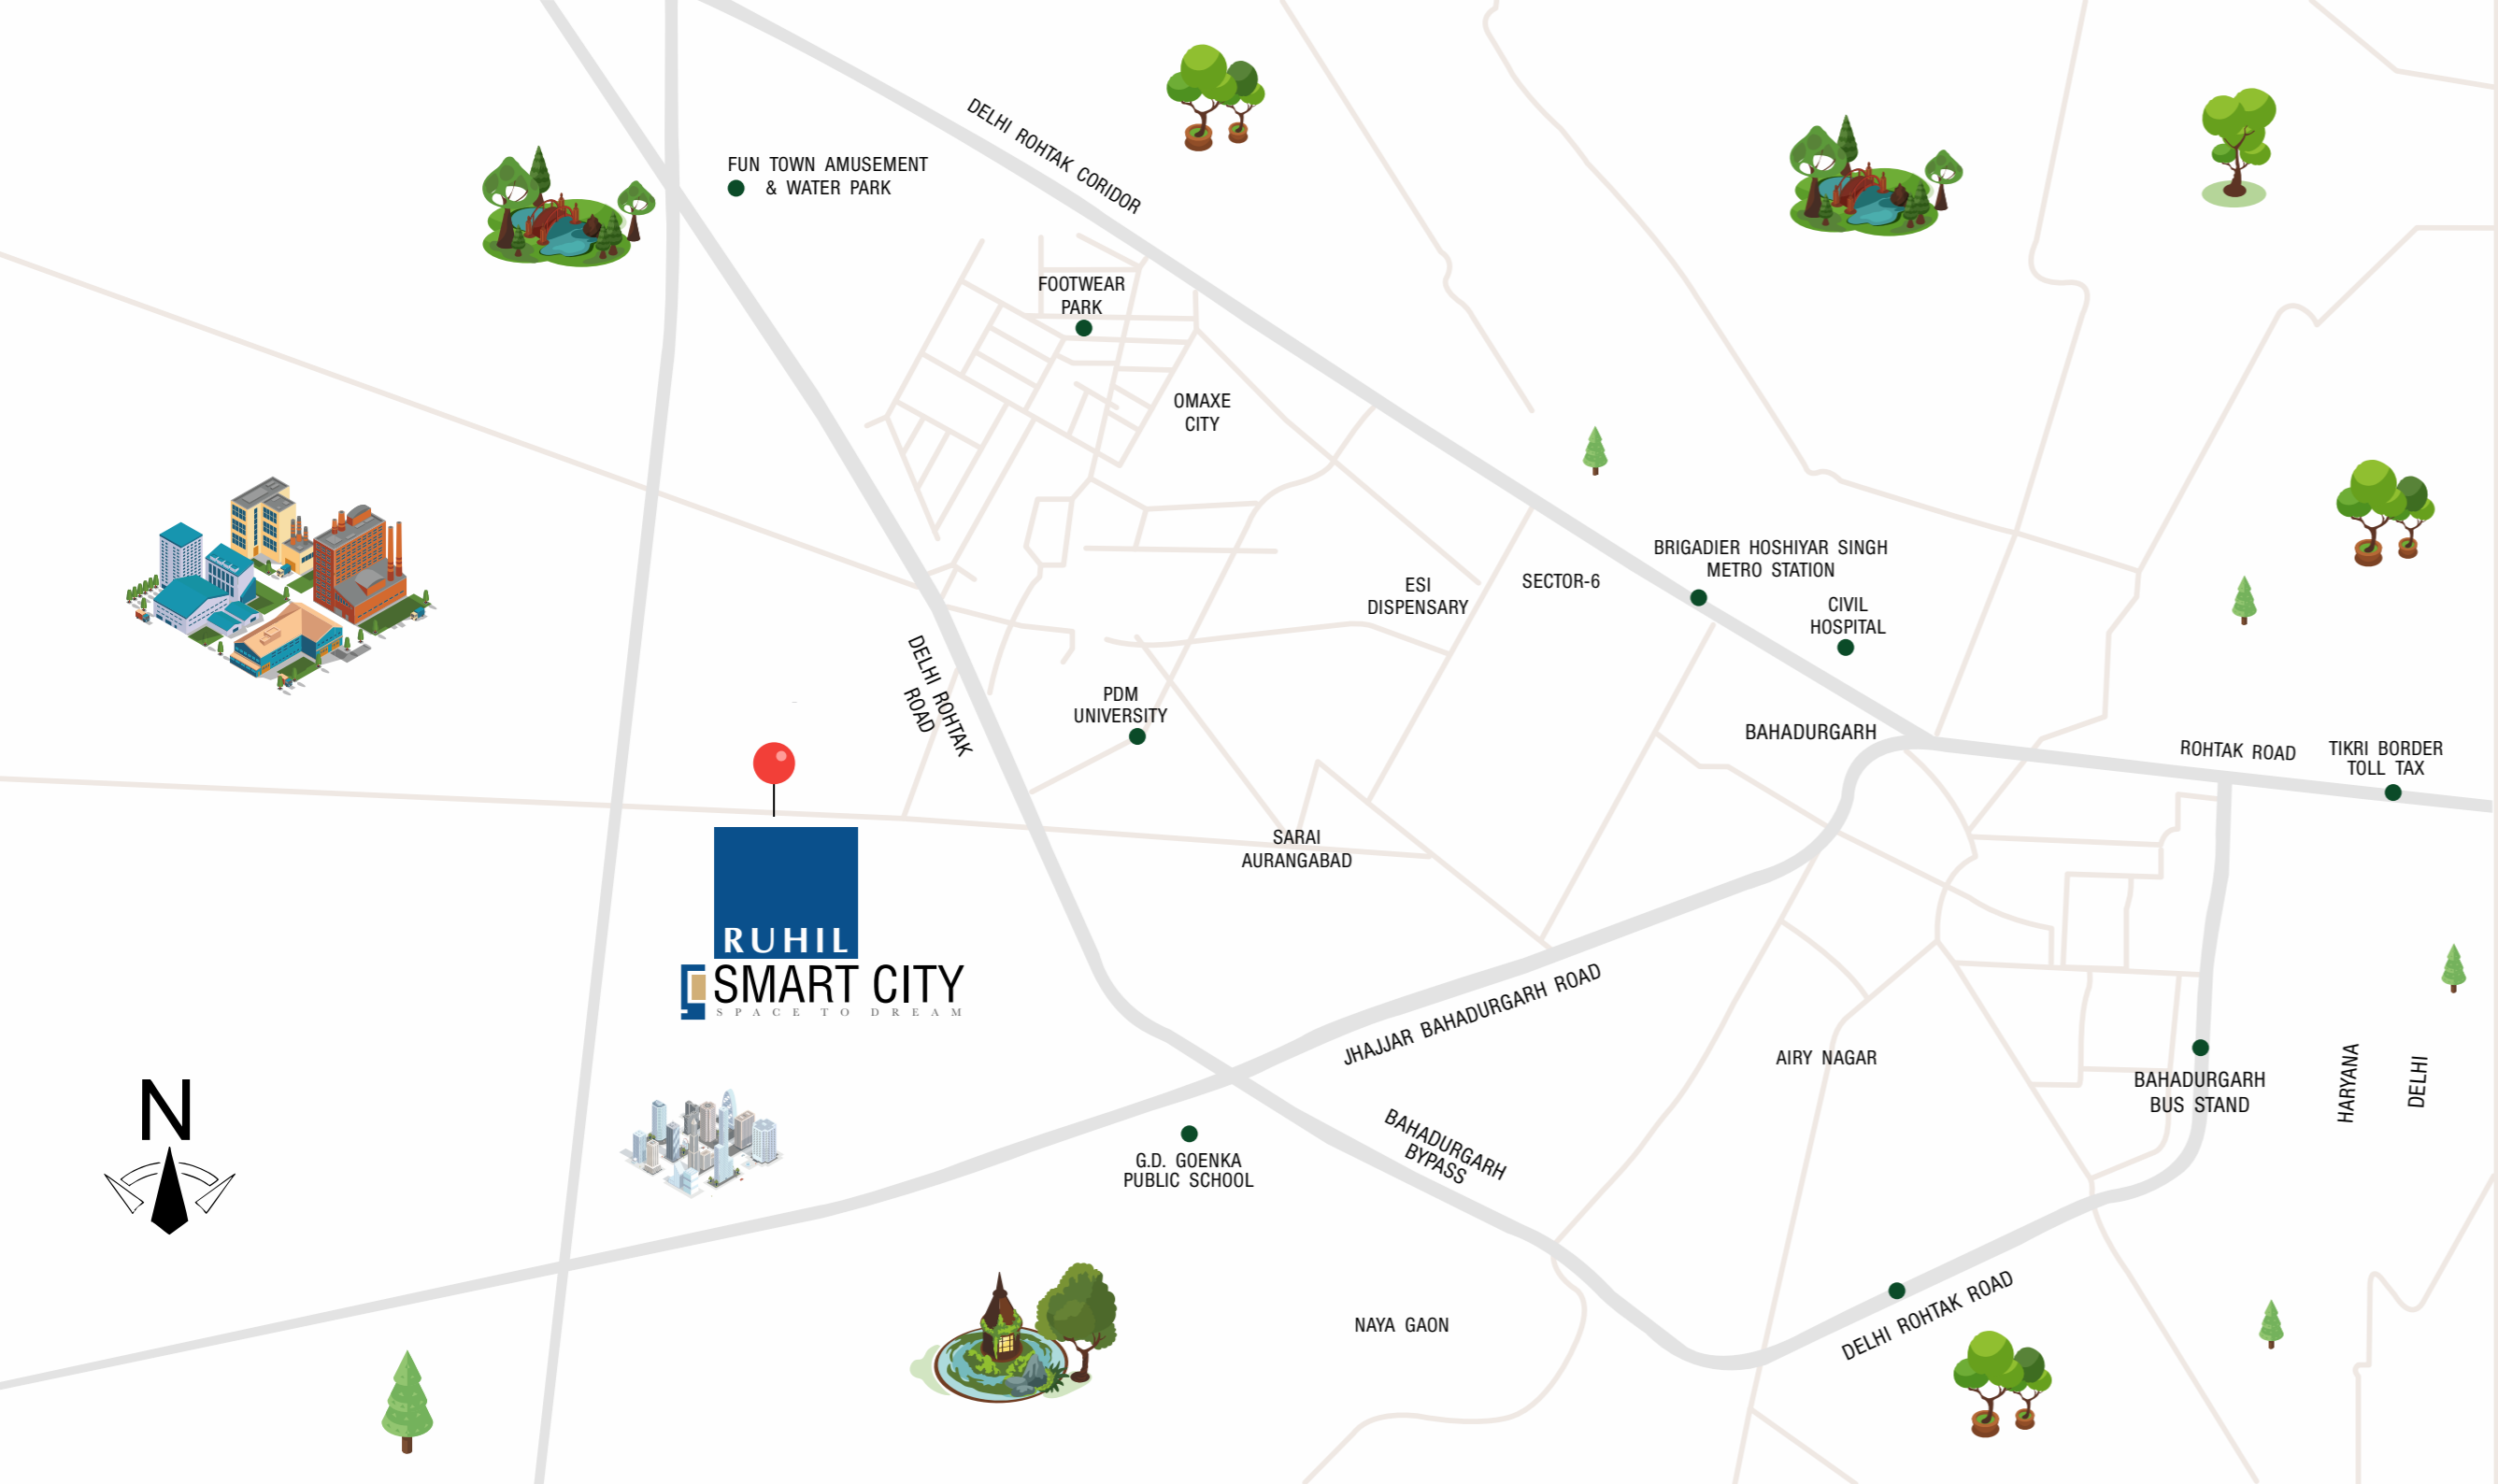 DELHI ROHTAK CORIDOR
FUN TOWN AMUSEMENT
& WATER PARK
FOOTWEAR
PARK
OMAXE
CITY
BRIGADIER HOSHIYAR SINGH
METRO STATION
ESI
DISPENSARY
SECTOR-6
CIVIL
HOSPITAL
DELHI ROHTAK
ROAD
PDM
UNIVERSITY
BAHADURGARH
ROHTAK ROAD
TIKRI BORDER
TOLL TAX
SARAI
AURANGABAD
RUHIL
SMART CITY
SPACE TO DREAM
JHAJJAR BAHADURGARH ROAD
AIRY NAGAR
BAHADURGARH
BUS STAND
HARYANA
DELHI
N
BAHADURGARH
BYPASS
G.D. GOENKA
PUBLIC SCHOOL
NAYA GAON
DELHI ROHTAK ROAD